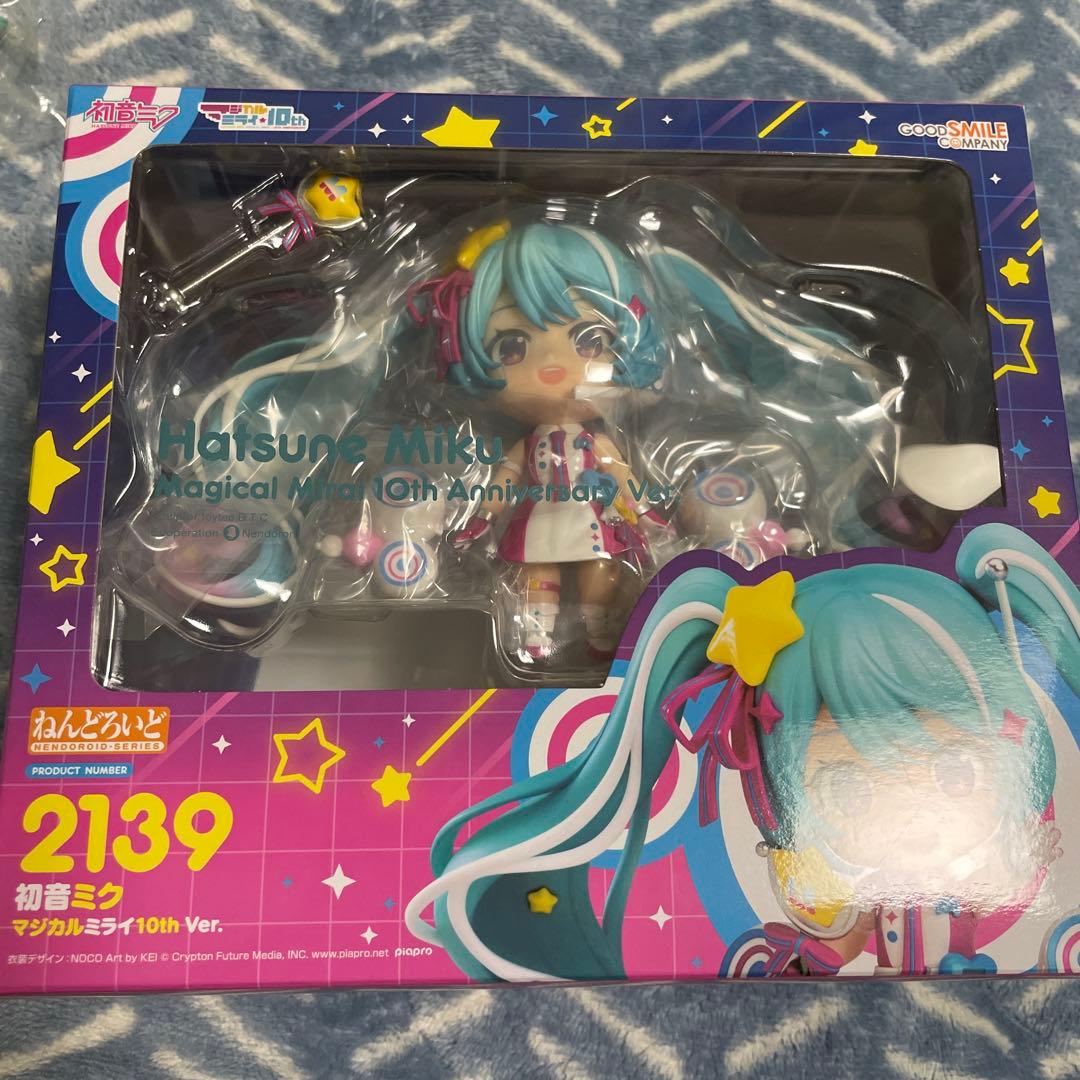 初音ミク
HATSUNE MIKU
マジカル
ミライ★10th
GOOD SMILE
COMPANY
Hatsune Miku
Magical Mirai 10th Anniversary Ver.
Nendoron
ねんどろいど
NENDOROID-SERIES
PRODUCT NUMBER
2139
初音ミク
マジカルミライ10th Ver.
衣装デザイン：NOCO Art by KEI © Crypton Future Media, INC. www.piapro.net piapro